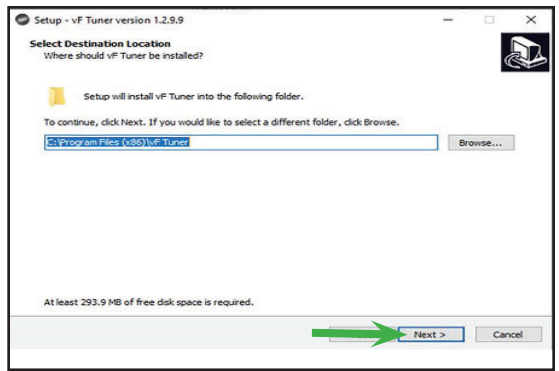 Setup - vF Tuner version 1.2.9.9
Select Destination Location
Where should vF Tuner be installed?
Setup will install vF Tuner into the following folder.
To continue, click Next. If you would like to select a different folder, click Browse.
C:\Program Files (x86)\vF Tuner
Browse...
At least 293.9 MB of free disk space is required.
Next >
Cancel